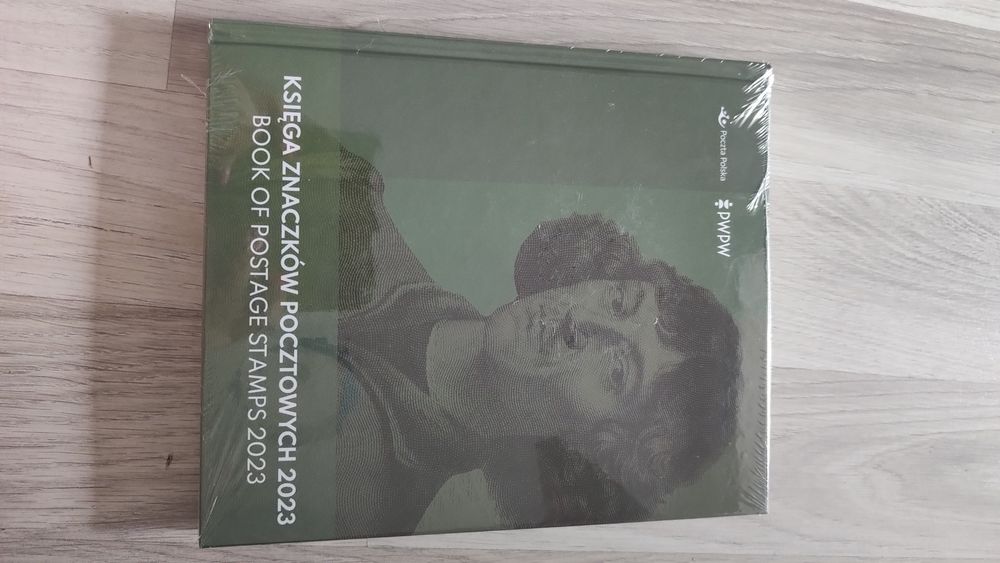 Poczta Polska
PWPW
KSIĘGA ZNACZKÓW POCZTOWYCH 2023
BOOK OF POSTAGE STAMPS 2023